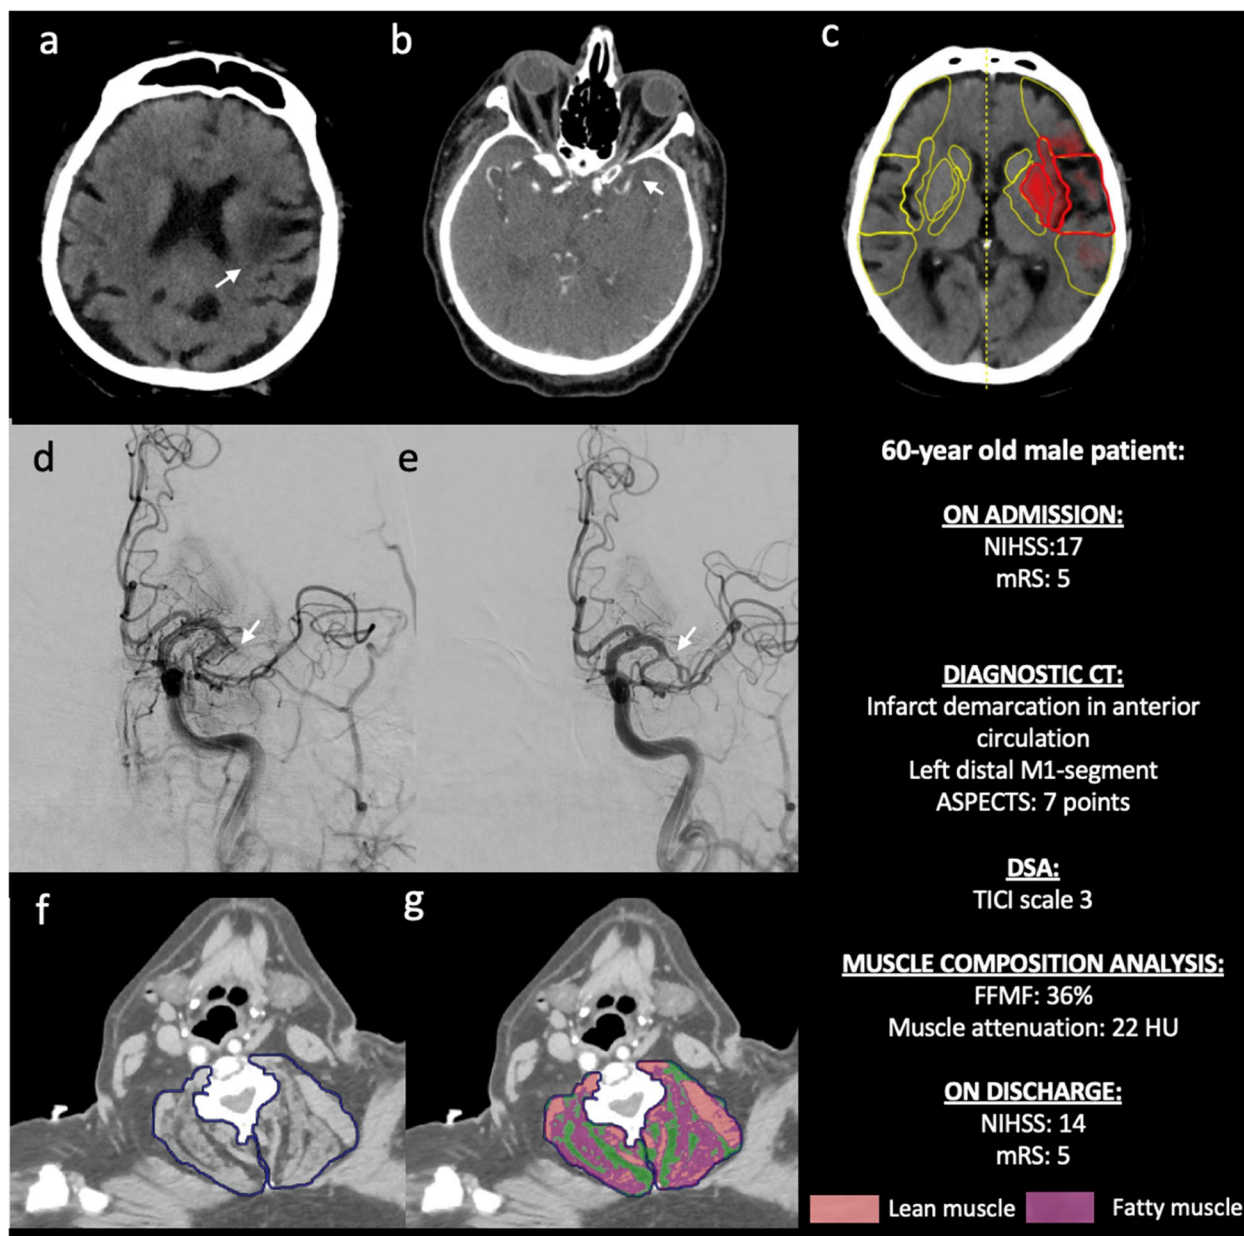 a
b
c
d
e
60-year old male patient:
ON ADMISSION:
NIHSS:17
mRS: 5
DIAGNOSTIC CT:
Infarct demarcation in anterior
circulation
Left distal M1-segment
ASPECTS: 7 points
DSA:
TICI scale 3
f
g
MUSCLE COMPOSITION ANALYSIS:
FFMF: 36%
Muscle attenuation: 22 HU
ON DISCHARGE:
NIHSS: 14
mRS: 5
Lean muscle
Fatty muscle